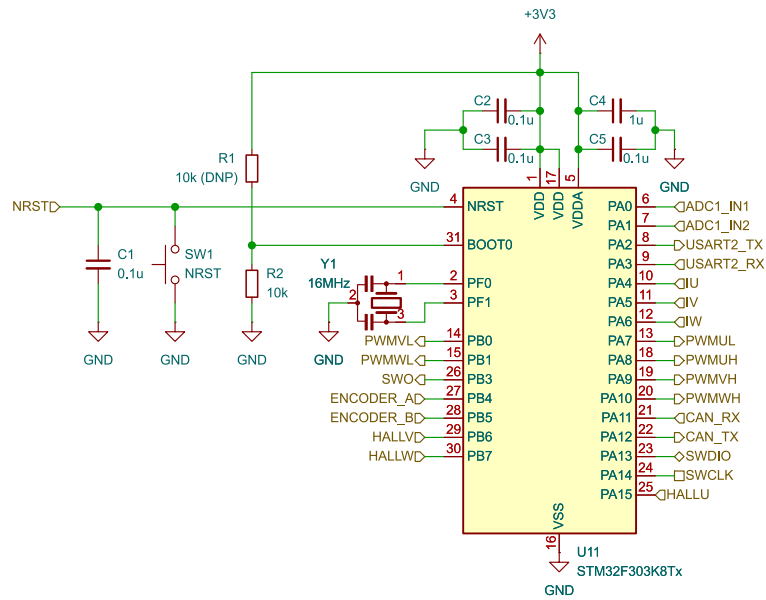 +3V3
C2
0.1u
C4
1u
C3
0.1u
C5
0.1u
GND
GND
R1
10k (DNP)
1
17
5
VDD
VDD
VDDA
NRST
4
NRST
PA0
6
ADC1_IN1
PA1
7
ADC1_IN2
31
BOOT0
PA2
8
USART2_TX
PA3
9
USART2_RX
C1
0.1u
SW1
NRST
R2
10k
Y1
16MHz
1
2
3
2
PF0
PA4
10
IU
3
PF1
PA5
11
IV
PA6
12
IW
GND
GND
GND
GND
PWMVL
14
PB0
PA7
13
PWMUL
PWMWL
15
PB1
PA8
18
PWMUH
SWO
26
PB3
PA9
19
PWMVH
ENCODER_A
27
PB4
PA10
20
PWMWH
ENCODER_B
28
PB5
PA11
21
CAN_RX
HALLV
29
PB6
PA12
22
CAN_TX
HALLW
30
PB7
PA13
23
SWDIO
PA14
24
SWCLK
PA15
25
HALLU
VSS
16
U11
STM32F303K8Tx
GND